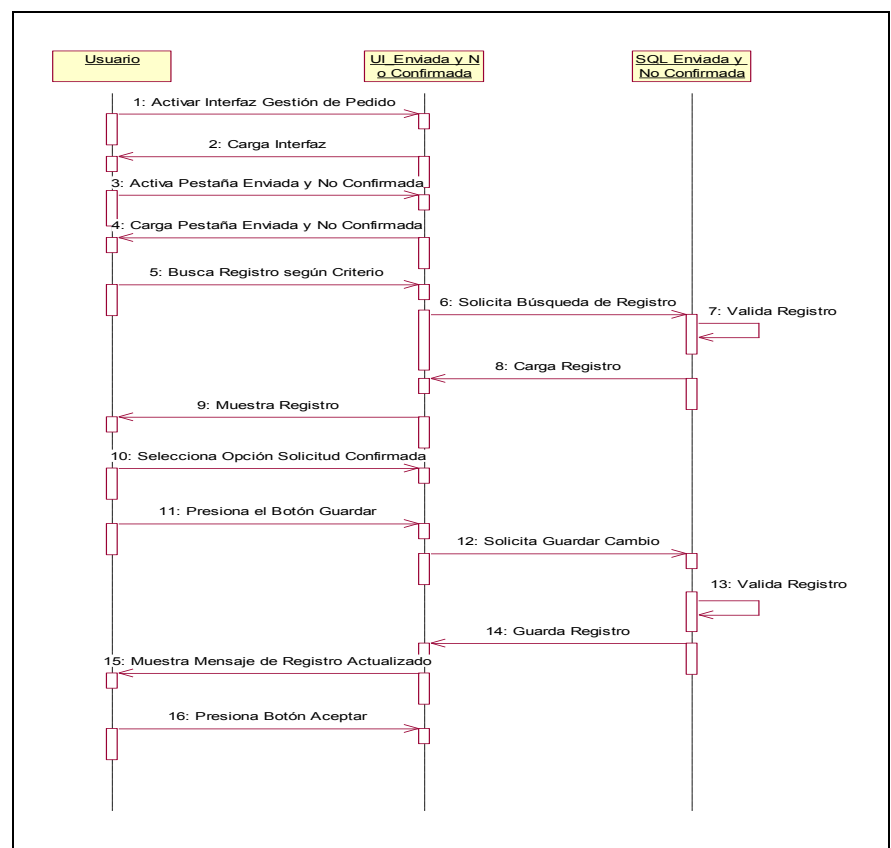 Usuario
UI_Enviada y N
o Confirmada
SQL Enviada y
No Confirmada
1: Activar Interfaz Gestión de Pedido
2: Carga Interfaz
3: Activa Pestaña Enviada y No Confirmada
4: Carga Pestaña Enviada y No Confirmada
5: Busca Registro según Criterio
6: Solicita Búsqueda de Registro
7: Valida Registro
8: Carga Registro
9: Muestra Registro
10: Selecciona Opción Solicitud Confirmada
11: Presiona el Botón Guardar
12: Solicita Guardar Cambio
13: Valida Registro
14: Guarda Registro
15: Muestra Mensaje de Registro Actualizado
16: Presiona Botón Aceptar